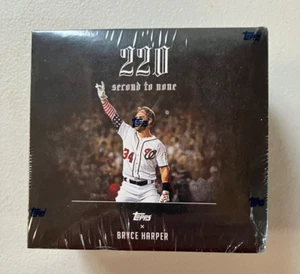 220
second to none
34
W
Topps
×
BRYCE HARPER